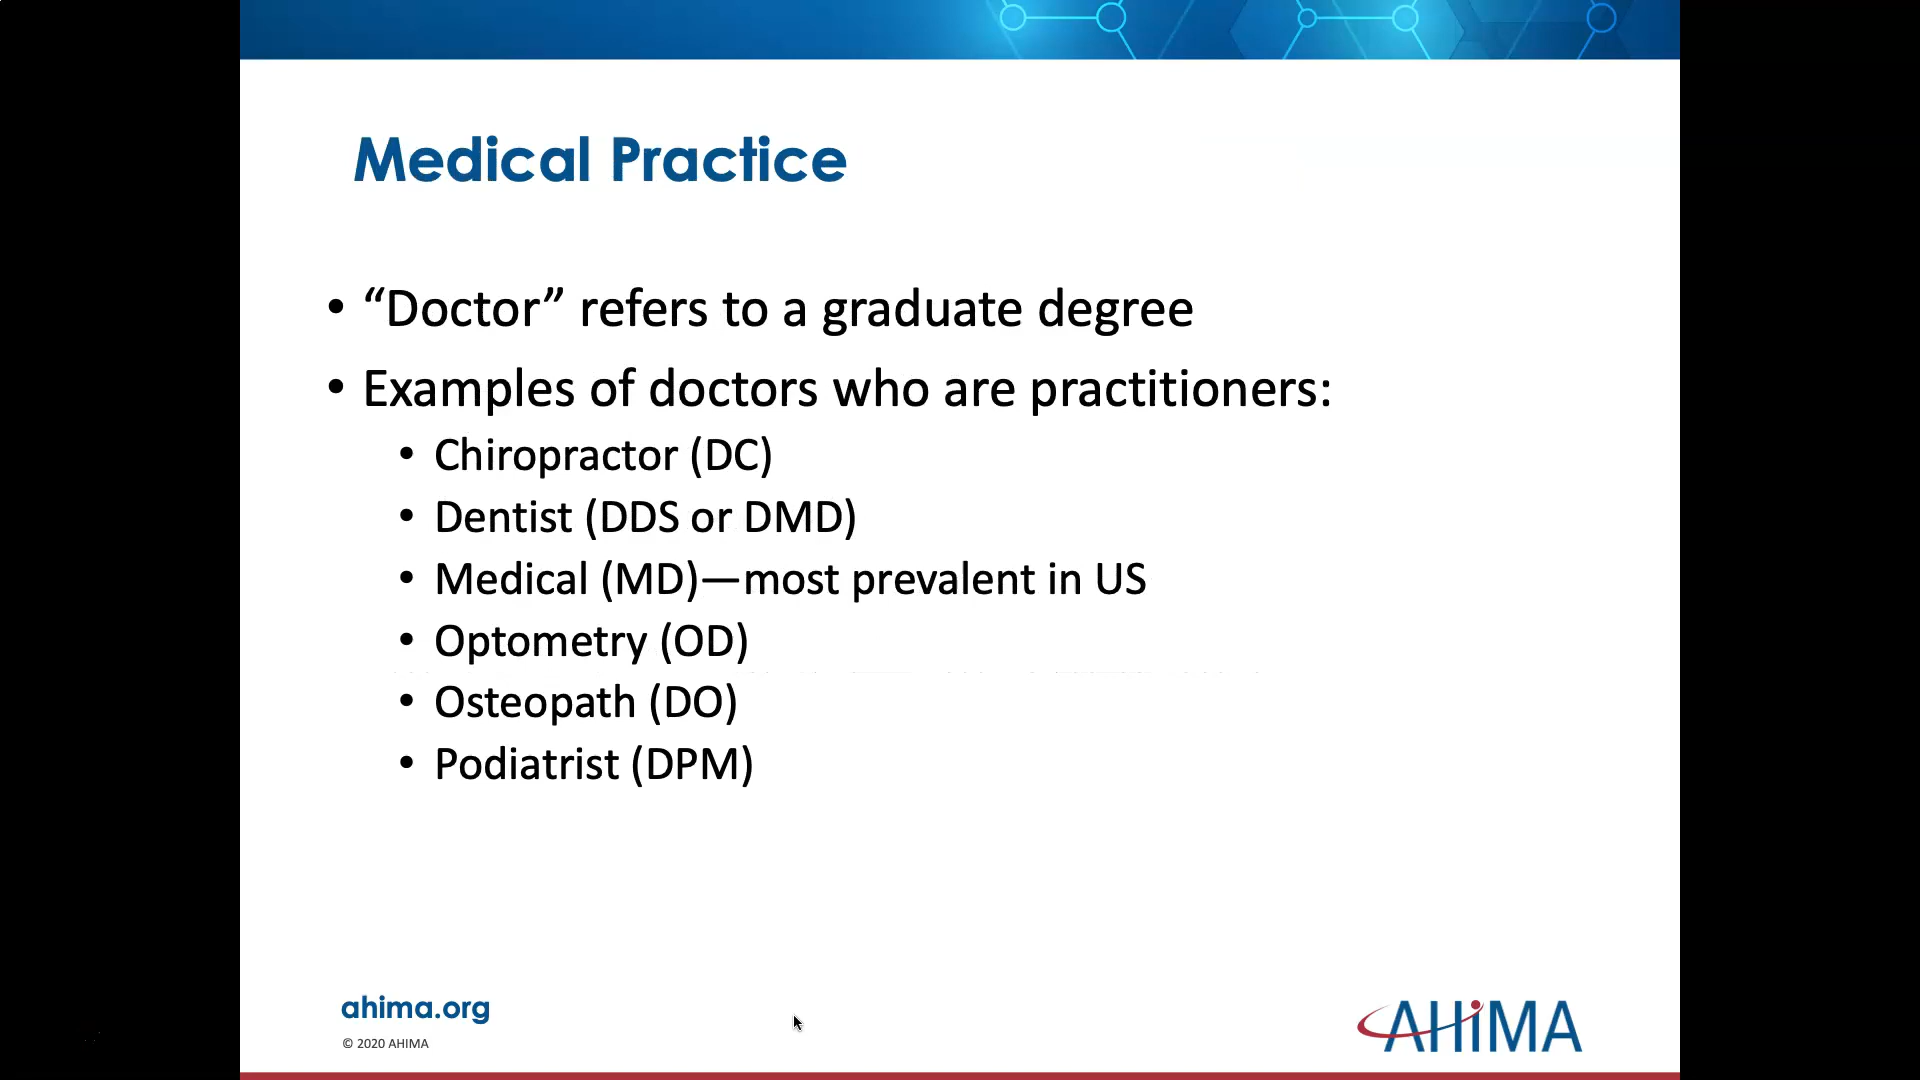 Medical Practice
• “Doctor” refers to a graduate degree
• Examples of doctors who are practitioners:
• Chiropractor (DC)
• Dentist (DDS or DMD)
• Medical (MD)—most prevalent in US
• Optometry (OD)
• Osteopath (DO)
• Podiatrist (DPM)
ahima.org
© 2020 AHIMA
AHiMA